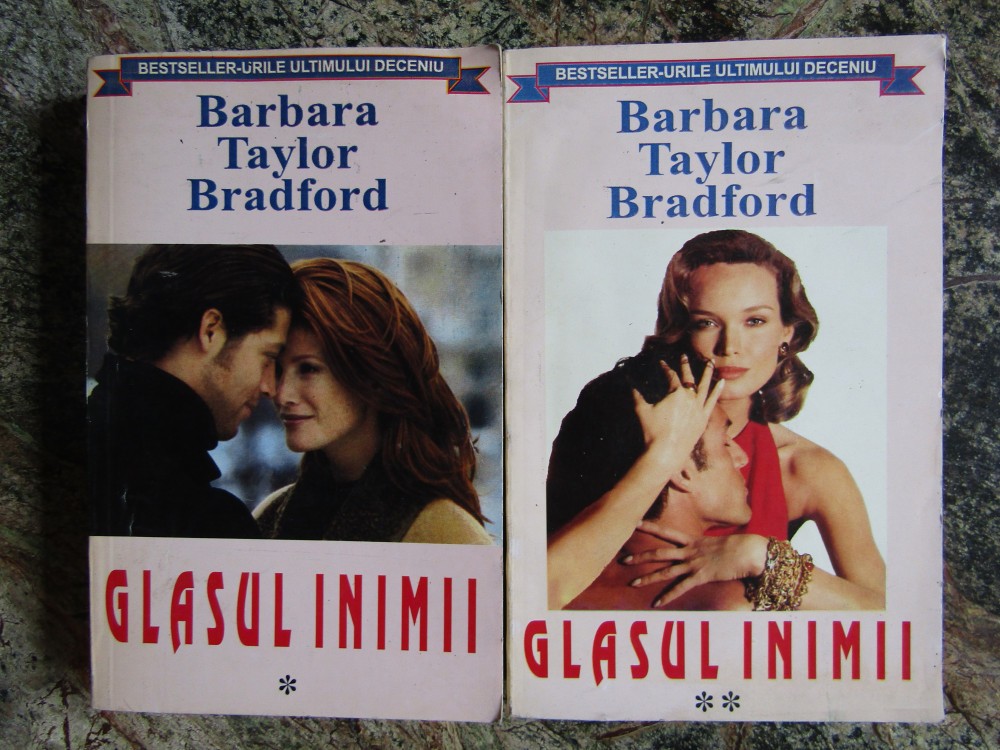 BESTSELLER-URILE ULTIMULUI DECENIU
Barbara
Taylor
Bradford
GLASUL INIMII
*
BESTSELLER-URILE ULTIMULUI DECENIU
Barbara
Taylor
Bradford
GLASUL INIMII
**